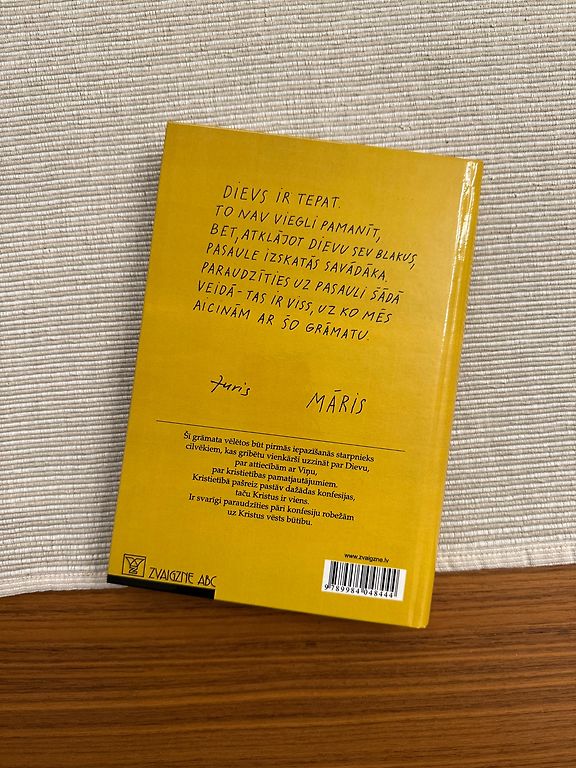 DIEVS IR TEPAT.
TO NAV VIEGLI PAMANĪT,
BET, ATKLĀJOT DIEVU SEV BLAKUS,
PASAULE IZSKATĀS SAVĀDĀKA.
PARAUDZĪTIES UZ PASAULI ŠĀDĀ
VEIDĀ - TAS IR VISS, UZ KO MĒS
AICINĀM AR ŠO GRĀMATU.
Juris MĀRIS
Šī grāmata vēlētos būt pirmās iepazīšanās starpnieks
cilvēkiem, kas gribētu vienkārši uzzināt par Dievu,
par attiecībām ar Viņu,
par kristietības pamatjautājumiem.
Kristietībā pašreiz pastāv dažādas konfesijas,
taču Kristus ir viens.
Ir svarīgi paraudzīties pāri konfesiju robežām
uz Kristus vēsts būtību.
www.zvaigzne.lv
ZVAIGZNE ABC
9 789984 048444